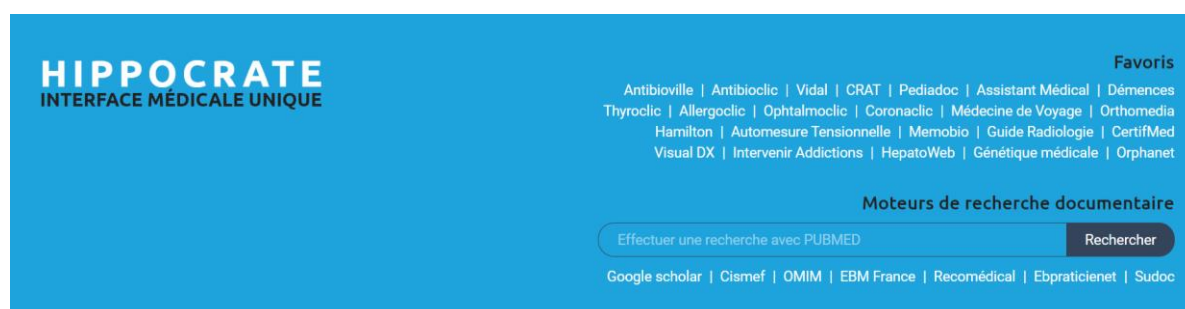 HIPPOCRATE
INTERFACE MÉDICALE UNIQUE
Favoris
Antibioville | Antibioclic | Vidal | CRAT | Pediadoc | Assistant Médical | Démences
Thyroclic | Allergoclic | Ophtalmoclic | Coronaclic | Médecine de Voyage | Orthomedia
Hamilton | Automesure Tensionnelle | Memobio | Guide Radiologie | CertifMed
Visual DX | Intervenir Addictions | HepatoWeb | Génétique médicale | Orphanet
Moteurs de recherche documentaire
Effectuer une recherche avec PUBMED Rechercher
Google scholar | Cismef | OMIM | EBM France | Recomédical | Ebpraticienet | Sudoc